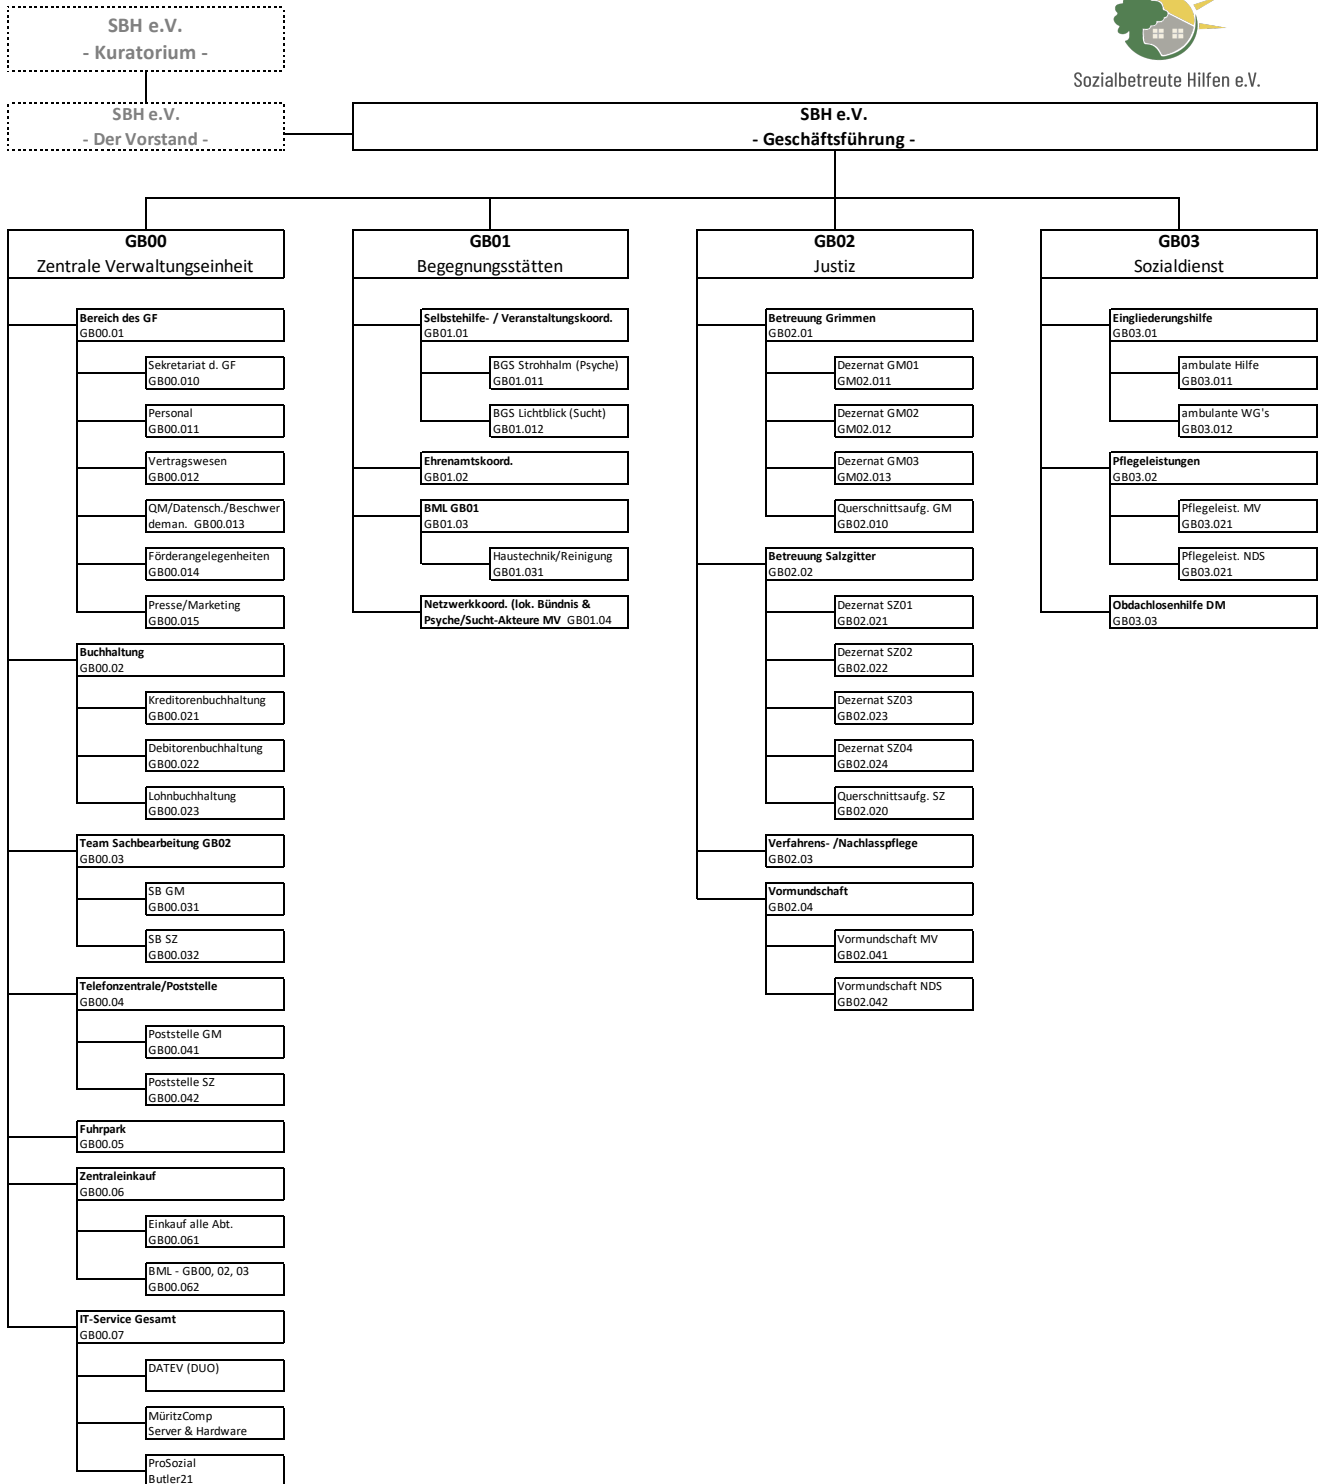 SBH e.V.
- Kuratorium -
Sozialbetreute Hilfen e.V.
SBH e.V.
- Der Vorstand -
SBH e.V.
- Geschäftsführung -
GB00
Zentrale Verwaltungseinheit
Bereich des GF
GB00.01
Sekretariat d. GF
GB00.010
Personal
GB00.011
Vertragswesen
GB00.012
QM/Datensch./Beschwer
deman. GB00.013
Förderangelegenheiten
GB00.014
Presse/Marketing
GB00.015
Buchhaltung
GB00.02
Kreditorenbuchhaltung
GB00.021
Debitorenbuchhaltung
GB00.022
Lohnbuchhaltung
GB00.023
Team Sachbearbeitung GB02
GB00.03
SB GM
GB00.031
SB SZ
GB00.032
Telefonzentrale/Poststelle
GB00.04
Poststelle GM
GB00.041
Poststelle SZ
GB00.042
Fuhrpark
GB00.05
Zentraleinkauf
GB00.06
Einkauf alle Abt.
GB00.061
BML - GB00, 02, 03
GB00.062
IT-Service Gesamt
GB00.07
DATEV (DUO)
MüritzComp
Server & Hardware
ProSozial
Butler21
GB01
Begegnungsstätten
Selbstehilfe- / Veranstaltungskoord.
GB01.01
BGS Strohhalm (Psyche)
GB01.011
BGS Lichtblick (Sucht)
GB01.012
Ehrenamtskoord.
GB01.02
BML GB01
GB01.03
Haustechnik/Reinigung
GB01.031
Netzwerkkoord. (lok. Bündnis &
Psyche/Sucht-Akteure MV GB01.04
GB02
Justiz
Betreuung Grimmen
GB02.01
Dezernat GM01
GM02.011
Dezernat GM02
GM02.012
Dezernat GM03
GM02.013
Querschnittsaufg. GM
GB02.010
Betreuung Salzgitter
GB02.02
Dezernat SZ01
GB02.021
Dezernat SZ02
GB02.022
Dezernat SZ03
GB02.023
Dezernat SZ04
GB02.024
Querschnittsaufg. SZ
GB02.020
Verfahrens- /Nachlasspflege
GB02.03
Vormundschaft
GB02.04
Vormundschaft MV
GB02.041
Vormundschaft NDS
GB02.042
GB03
Sozialdienst
Eingliederungshilfe
GB03.01
ambulate Hilfe
GB03.011
ambulante WG's
GB03.012
Pflegeleistungen
GB03.02
Pflegeleist. MV
GB03.021
Pflegeleist. NDS
GB03.021
Obdachlosenhilfe DM
GB03.03